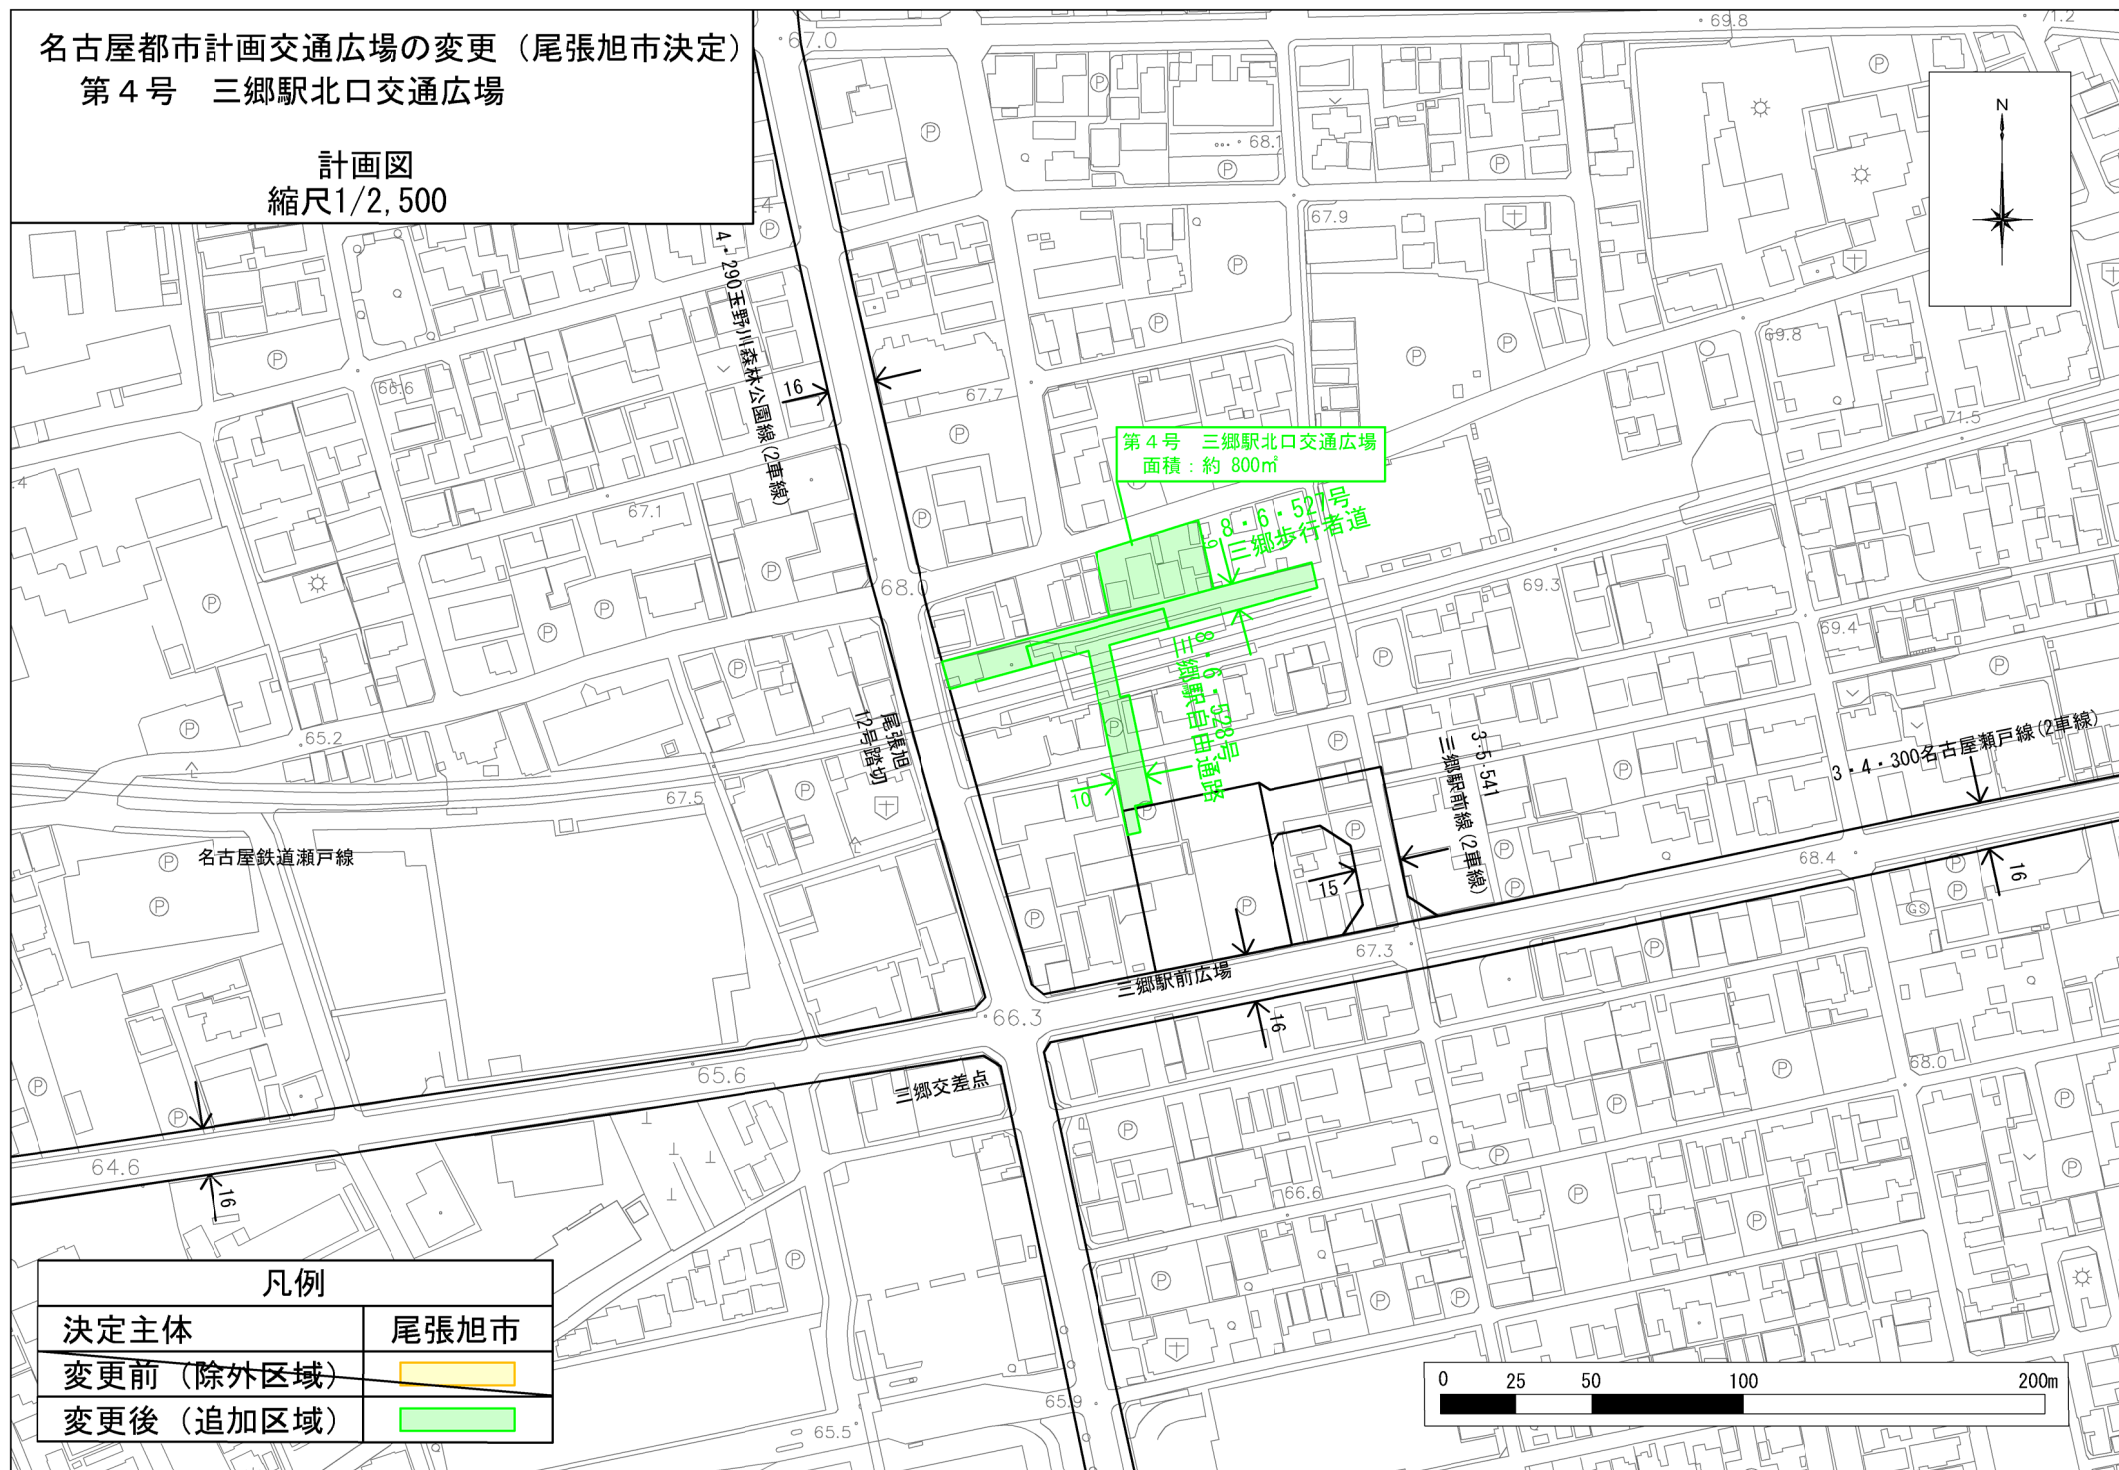 名古屋都市計画交通広場の変更（尾張旭市決定）
第４号　三郷駅北口交通広場
計画図
縮尺1/2,500
67.0
69.8
71.2
68.1
N
67.9
4・290玉野川森林公園線(2車線)
16
66.6
67.7
69.8
71.5
第４号　三郷駅北口交通広場
面積：約 800㎡
8・6・527号
三郷歩行者道
9
67.1
68.0
69.3
69.4
8・6・528号
三郷駅自由通路
10
65.2
尾張旭
12号踏切
67.5
名古屋鉄道瀬戸線
3・5・541
三郷駅前線(2車線)
3・4・300名古屋瀬戸線(2車線)
15
68.4
16
GS
67.3
三郷駅前広場
66.3
16
65.6
三郷交差点
68.0
64.6
16
66.6
凡例
決定主体
尾張旭市
変更前（除外区域）
変更後（追加区域）
65.9
65.5
0 25 50 100 200m